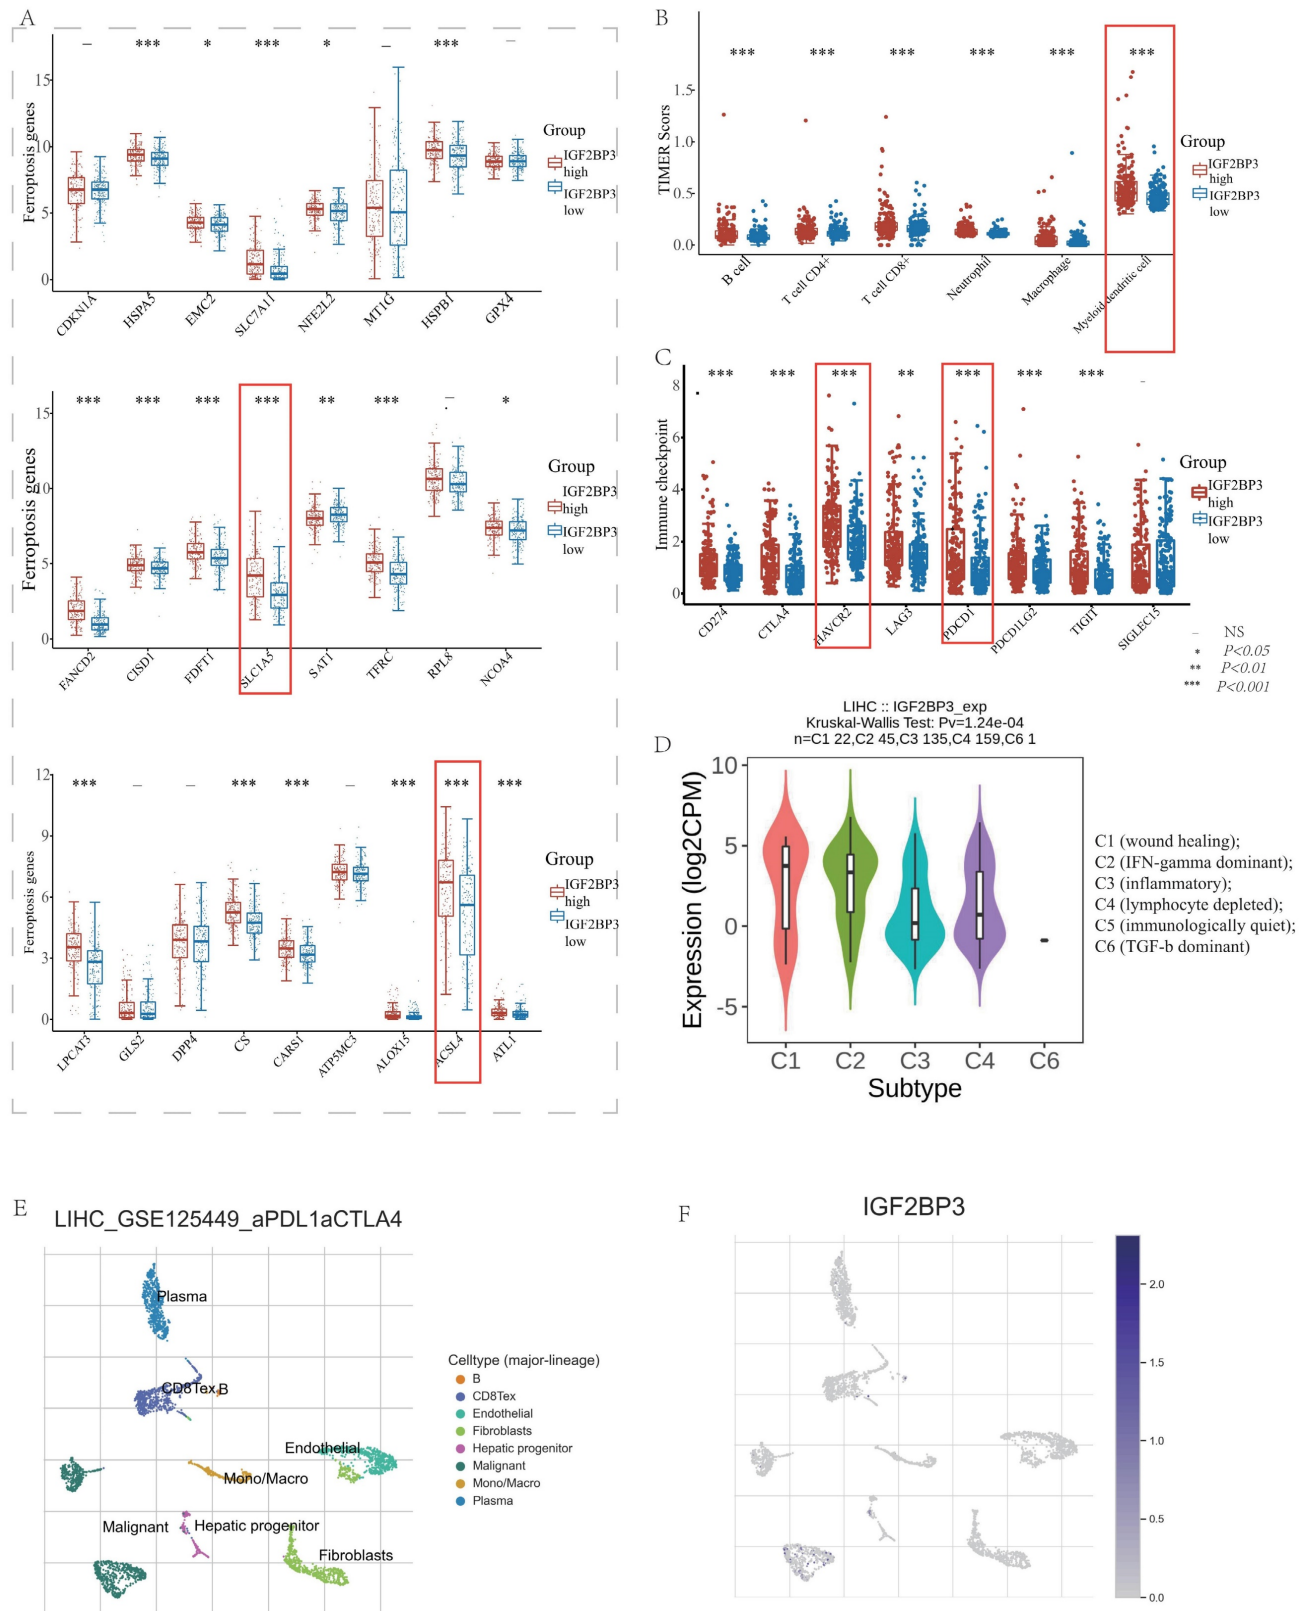 A
— *** * *** * — *** —
Ferroptosis genes
15
10
5
0
CDKN1A HSPA5 EMC2 SLC7A11 NFE2L2 MT1G HSPB1 GPX4
Group
IGF2BP3
high
IGF2BP3
low
*** *** *** *** ** *** — *
Ferroptosis genes
15
10
5
0
FANCD2 CISD1 FDFT1 SLC1A5 SAT1 TFRC RPL8 NCOA4
Group
IGF2BP3
high
IGF2BP3
low
*** — — *** *** — *** *** ***
Ferroptosis genes
12
9
6
3
0
LPCAT3 GLS2 DPP4 CS CARS1 ATP5MC3 ALOX15 ACSL4 ATL1
Group
IGF2BP3
high
IGF2BP3
low
B
*** *** *** *** *** ***
TIMER Scors
1.5
1.0
0.5
0.0
B cell T cell CD4+ T cell CD8+ Neutrophil Macrophage Myeloid dendritic cell
Group
IGF2BP3
high
IGF2BP3
low
C
*** *** *** ** *** *** *** –
Immune checkpoint
8
6
4
2
0
CD274 CTLA4 HAVCR2 LAG3 PDCD1 PDCD1LG2 TIGIT SIGLEC15
Group
IGF2BP3
high
IGF2BP3
low
– NS
* P<0.05
** P<0.01
*** P<0.001
D
LIHC :: IGF2BP3_exp
Kruskal-Wallis Test: Pv=1.24e-04
n=C1 22,C2 45,C3 135,C4 159,C6 1
Expression (log2CPM)
10
5
0
-5
C1 C2 C3 C4 C6
Subtype
C1 (wound healing);
C2 (IFN-gamma dominant);
C3 (inflammatory);
C4 (lymphocyte depleted);
C5 (immunologically quiet);
C6 (TGF-b dominant)
E
LIHC_GSE125449_aPDL1aCTLA4
Plasma
CD8Tex B
Endothelial
Mono/Macro
Malignant Hepatic progenitor
Fibroblasts
Celltype (major-lineage)
B
CD8Tex
Endothelial
Fibroblasts
Hepatic progenitor
Malignant
Mono/Macro
Plasma
F
IGF2BP3
2.0
1.5
1.0
0.5
0.0